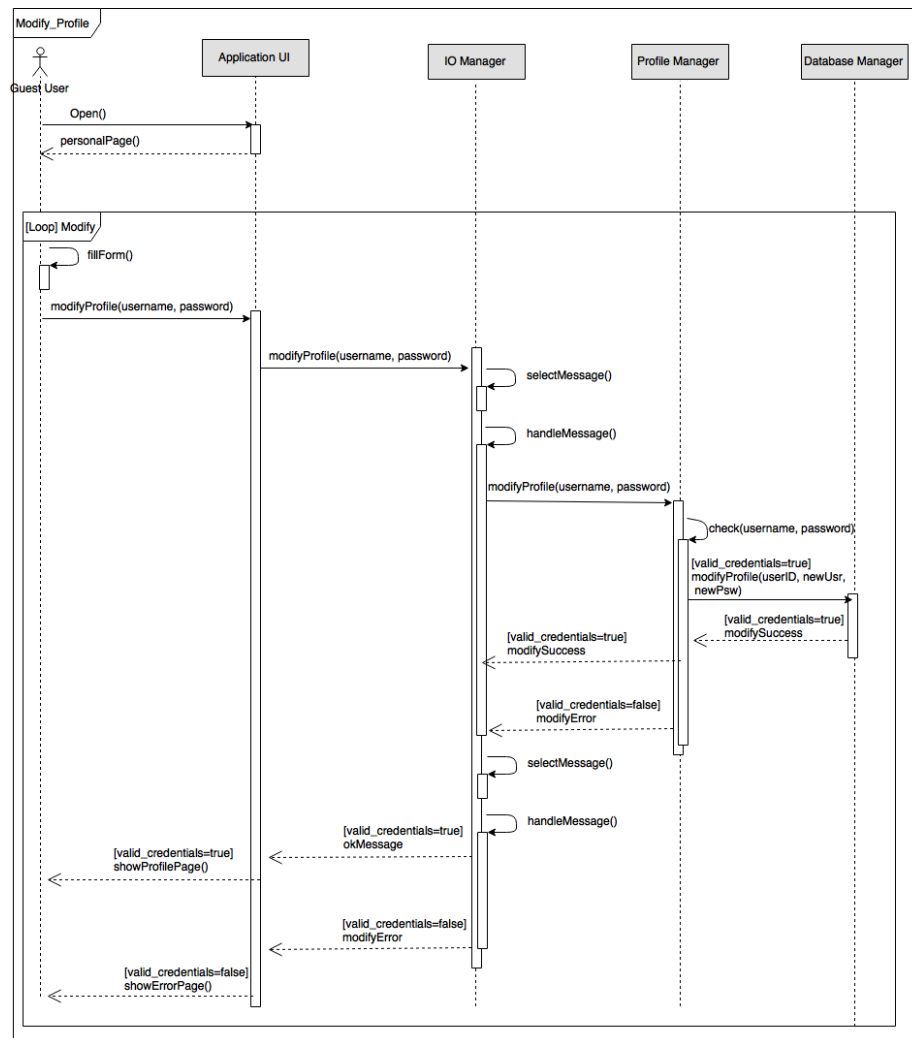 Modify_Profile
Guest User
Application UI
IO Manager
Profile Manager
Database Manager
Open()
personalPage()
[Loop] Modify
fillForm()
modifyProfile(username, password)
modifyProfile(username, password)
selectMessage()
handleMessage()
modifyProfile(username, password)
check(username, password)
[valid_credentials=true]
modifyProfile(userID, newUsr,
newPsw)
[valid_credentials=true]
modifySuccess
[valid_credentials=true]
modifySuccess
[valid_credentials=false]
modifyError
selectMessage()
handleMessage()
[valid_credentials=true]
okMessage
[valid_credentials=true]
showProfilePage()
[valid_credentials=false]
modifyError
[valid_credentials=false]
showErrorPage()